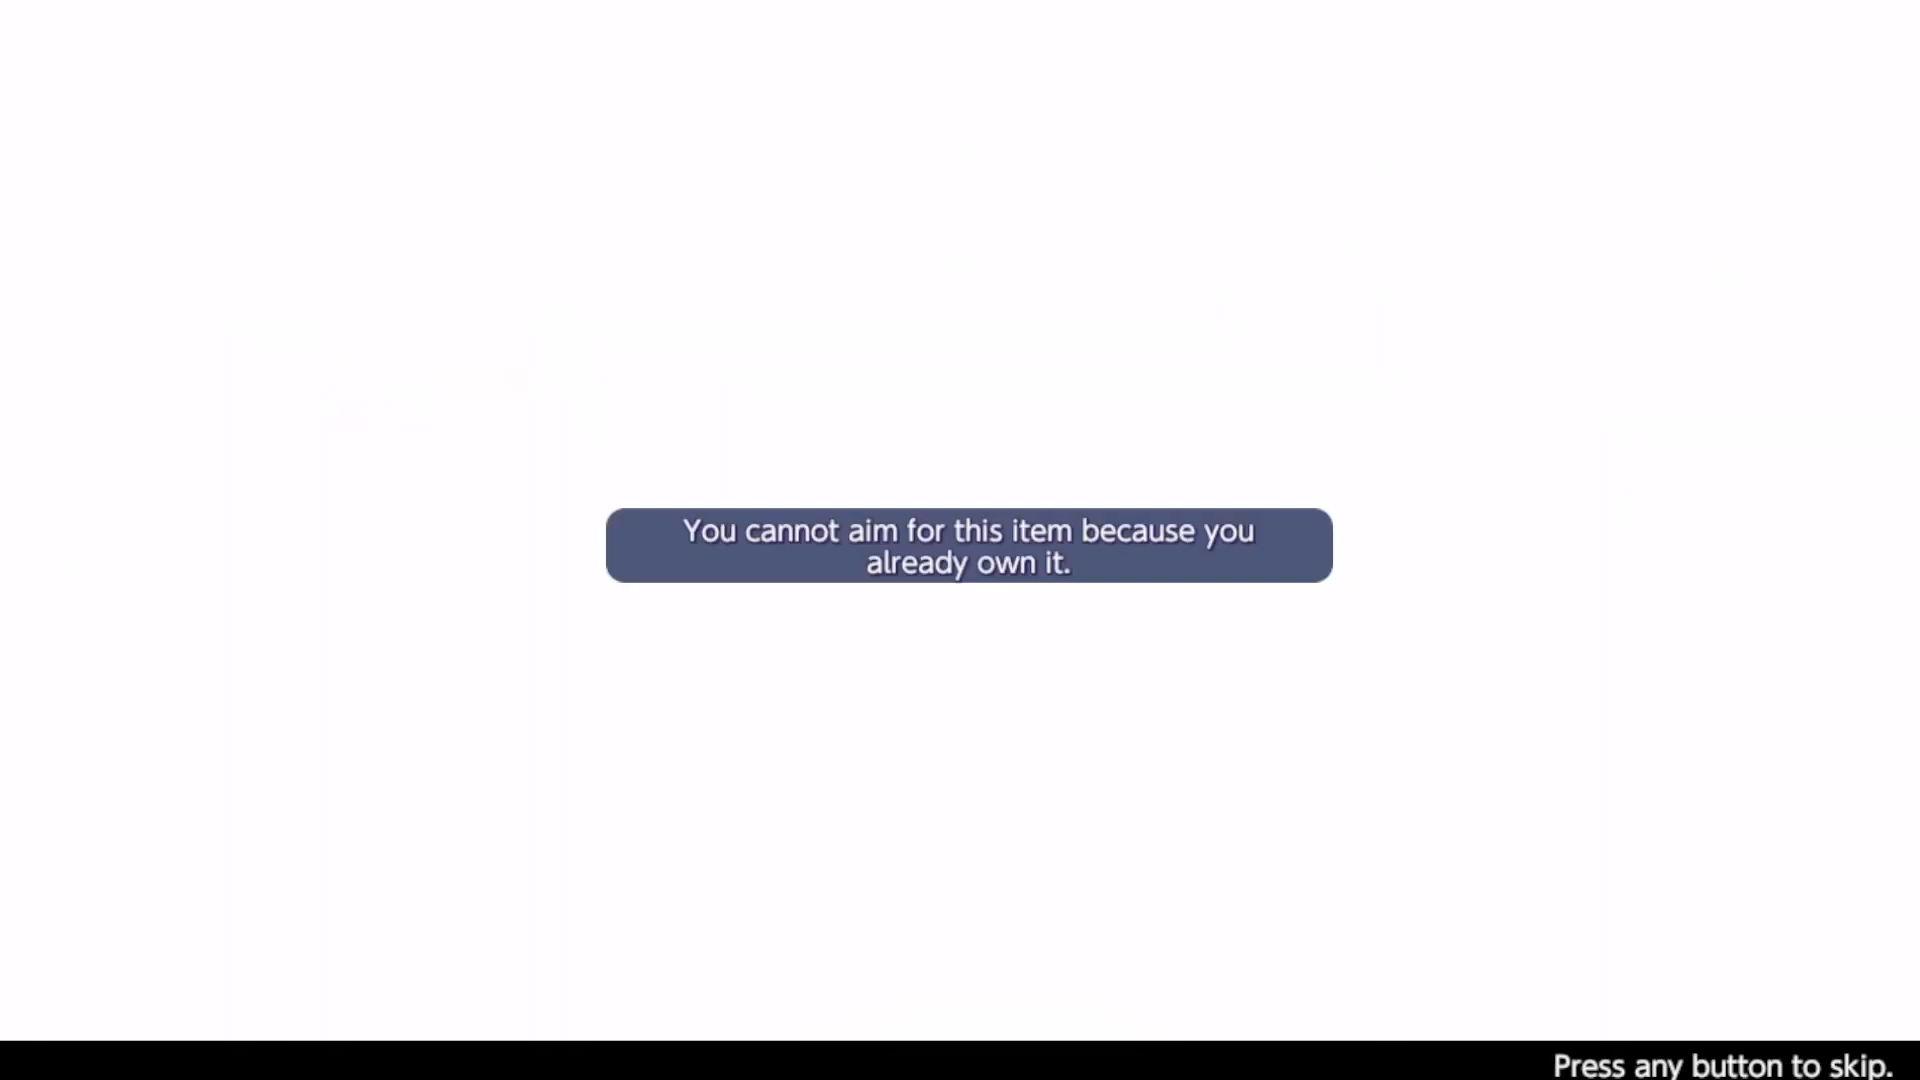 You cannot aim for this item because you
already own it.
Press any button to skip.